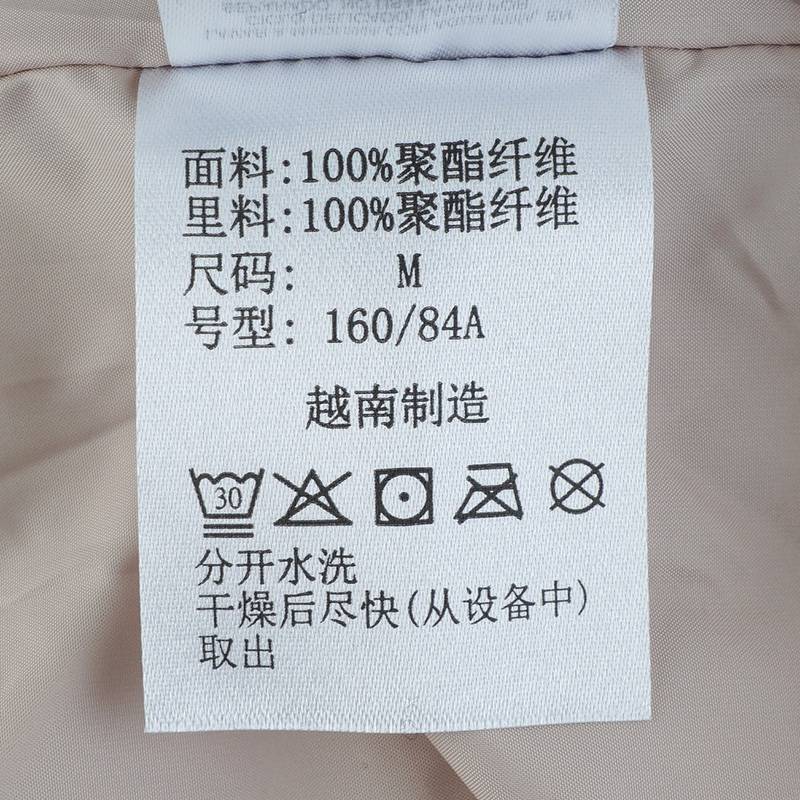 面料:100%聚酯纤维
里料:100%聚酯纤维
尺码: M
号型: 160/84A
越南制造
30
分开水洗
干燥后尽快(从设备中)
取出